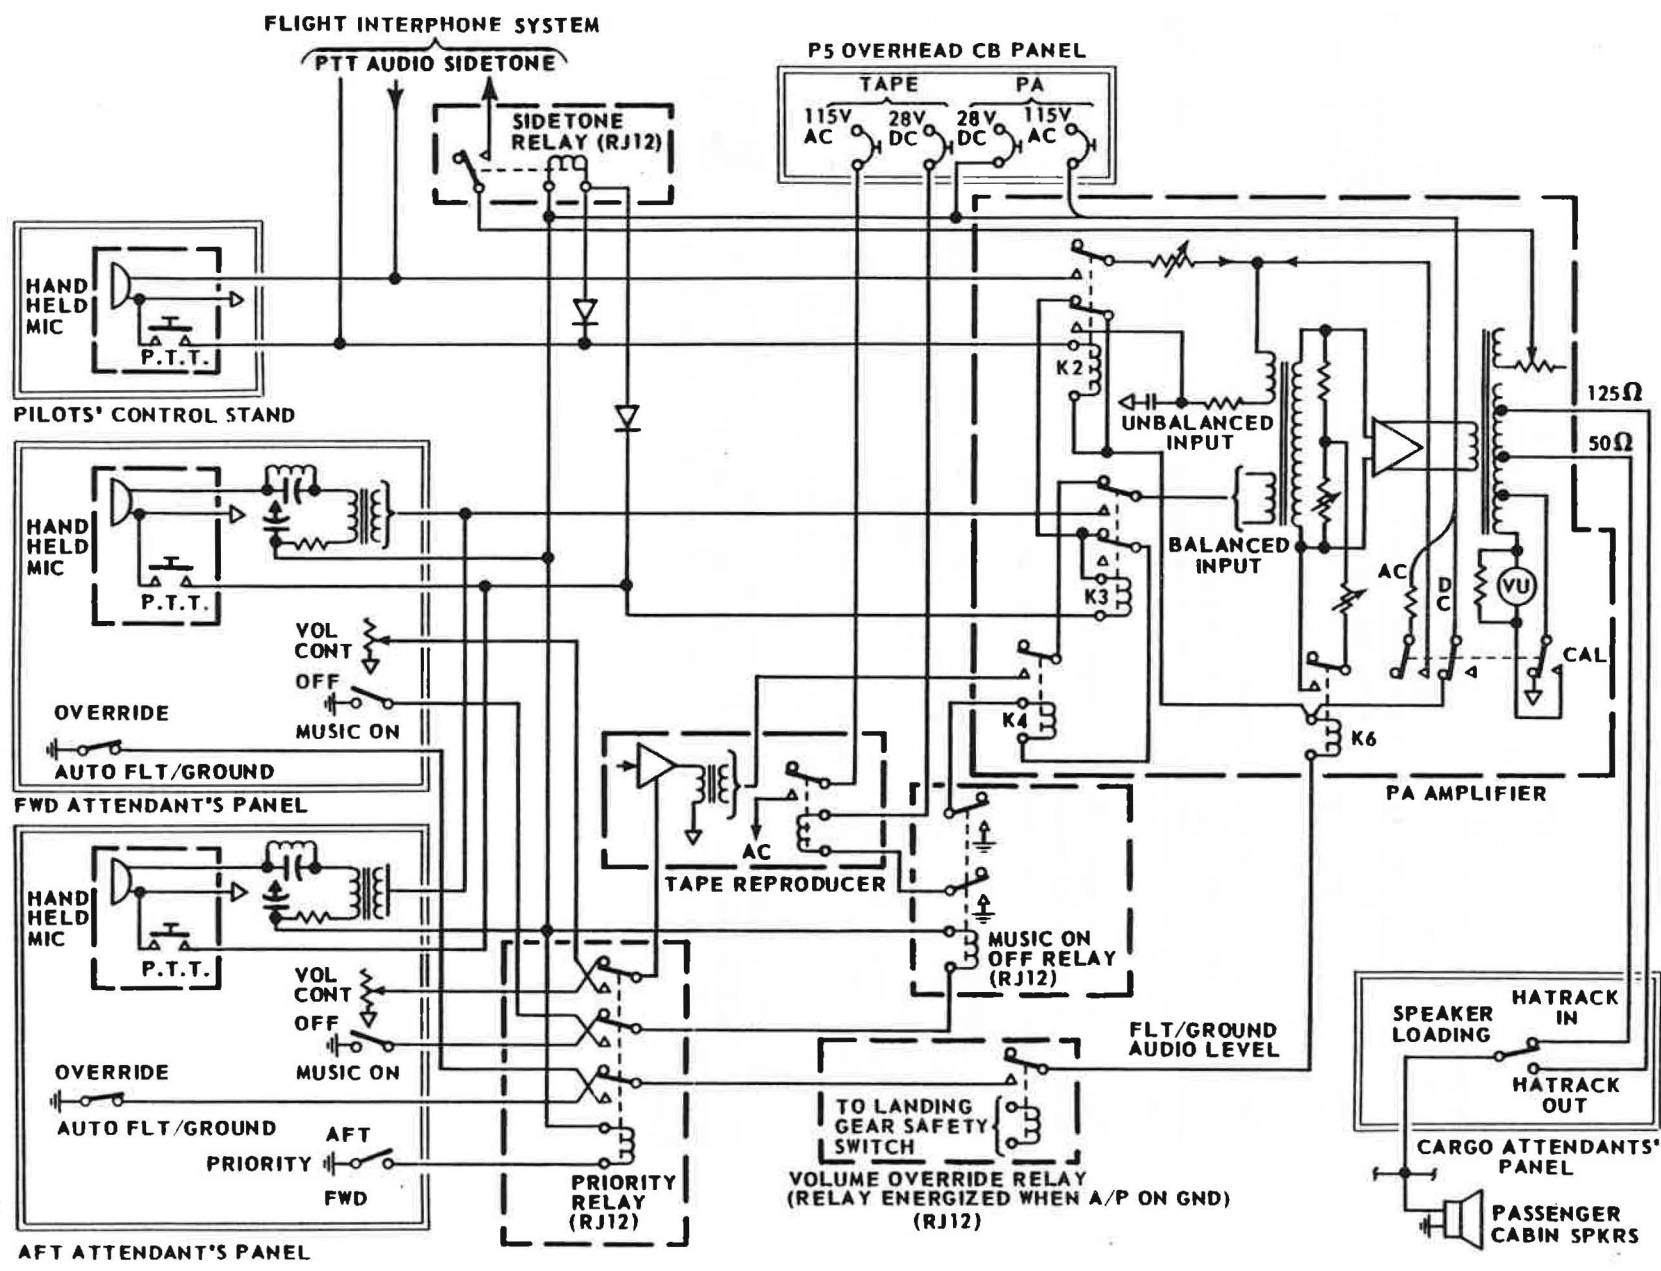 FLIGHT INTERPHONE SYSTEM
PTT AUDIO SIDETONE
SIDETONE
RELAY (RJ12)
P5 OVERHEAD CB PANEL
TAPE
PA
115V
AC
28V
DC
28V
DC
115V
AC
HAND
HELD
MIC
P.T.T.
PILOTS' CONTROL STAND
K2
UNBALANCED
INPUT
125Ω
50Ω
HAND
HELD
MIC
P.T.T.
BALANCED
INPUT
K3
AC
DC
VU
CAL
VOL
CONT
OFF
MUSIC ON
OVERRIDE
AUTO FLT/GROUND
FWD ATTENDANT'S PANEL
K4
K6
PA AMPLIFIER
AC
TAPE REPRODUCER
HAND
HELD
MIC
P.T.T.
MUSIC ON
OFF RELAY
(RJ12)
VOL
CONT
OFF
MUSIC ON
OVERRIDE
AUTO FLT/GROUND
AFT
PRIORITY
FWD
AFT ATTENDANT'S PANEL
PRIORITY
RELAY
(RJ12)
FLT/GROUND
AUDIO LEVEL
TO LANDING
GEAR SAFETY
SWITCH
VOLUME OVERRIDE RELAY
(RELAY ENERGIZED WHEN A/P ON GND)
(RJ12)
HATRACK
IN
SPEAKER
LOADING
HATRACK
OUT
CARGO ATTENDANTS'
PANEL
PASSENGER
CABIN SPKRS